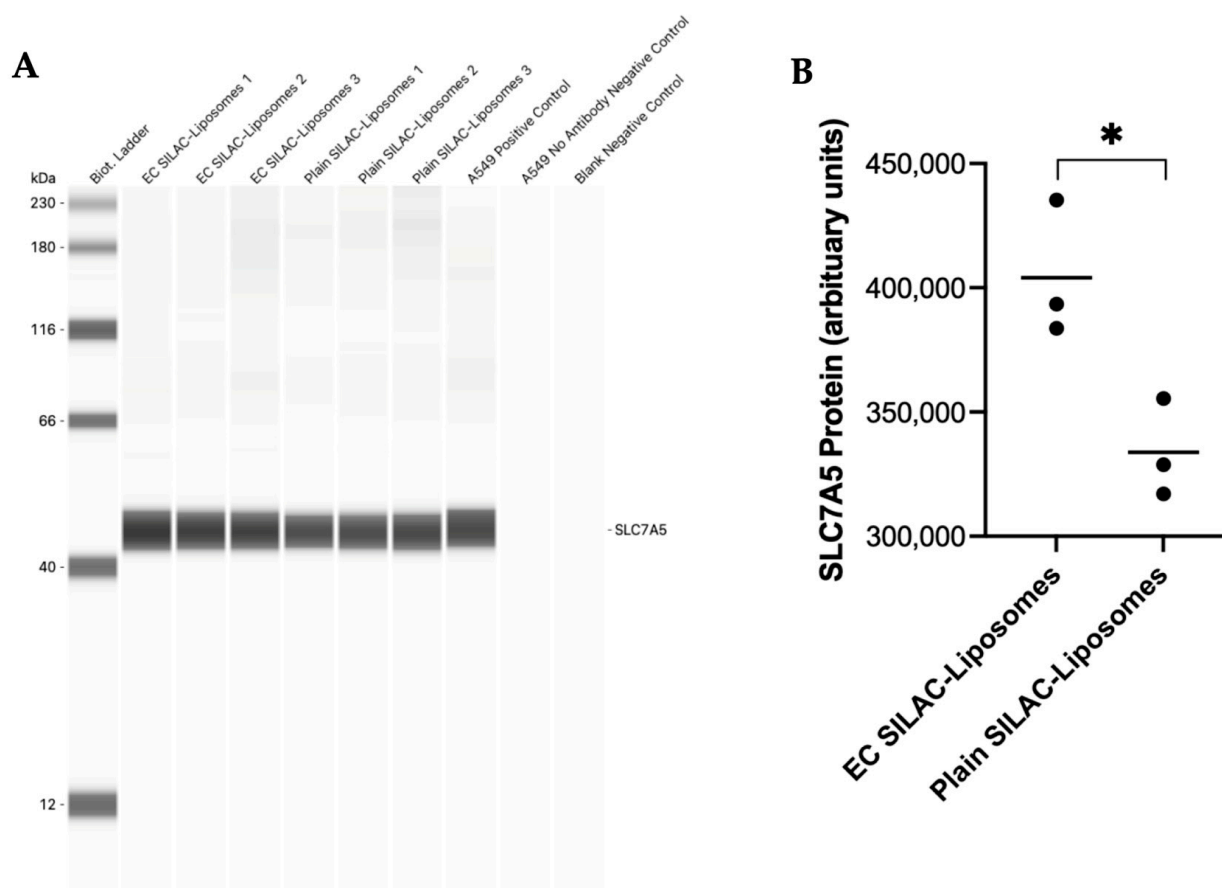 A
Biot. Ladder
EC SILAC-Liposomes 1
EC SILAC-Liposomes 2
EC SILAC-Liposomes 3
Plain SILAC-Liposomes 1
Plain SILAC-Liposomes 2
Plain SILAC-Liposomes 3
A549 Positive Control
A549 No Antibody Negative Control
Blank Negative Control
kDa
230 -
180 -
116 -
66 -
40 -
12 -
- SLC7A5
B
*
SLC7A5 Protein (arbituary units)
450,000
400,000
350,000
300,000
EC SILAC-Liposomes
Plain SILAC-Liposomes